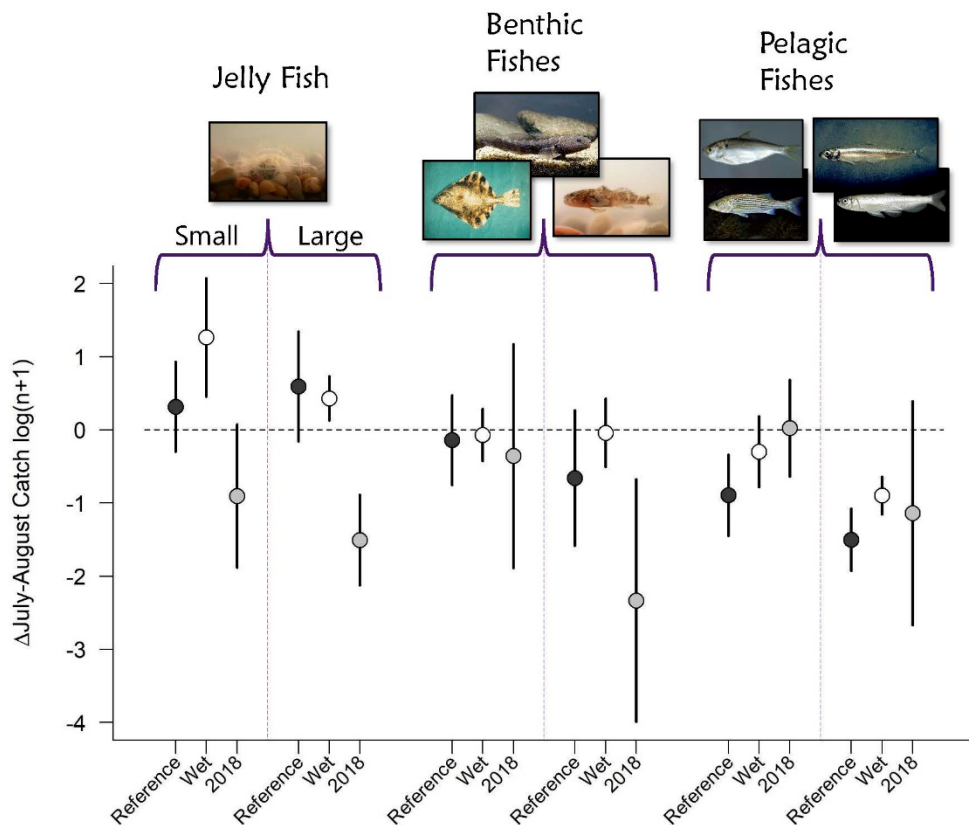 Jelly Fish
Benthic
Fishes
Pelagic
Fishes
Small
Large
ΔJuly-August Catch log(n+1)
2
1
0
-1
-2
-3
-4
Reference
Wet
2018
Reference
Wet
2018
Reference
Wet
2018
Reference
Wet
2018
Reference
Wet
2018
Reference
Wet
2018